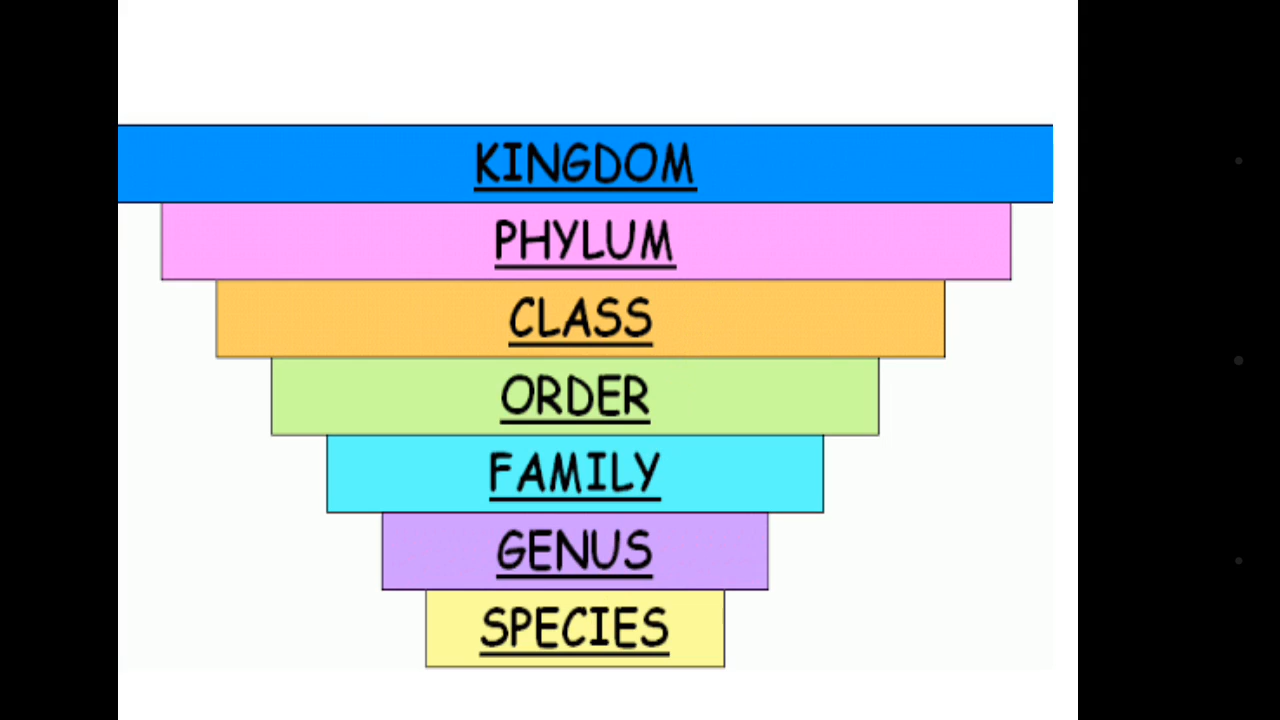 KINGDOM
PHYLUM
CLASS
ORDER
FAMILY
GENUS
SPECIES